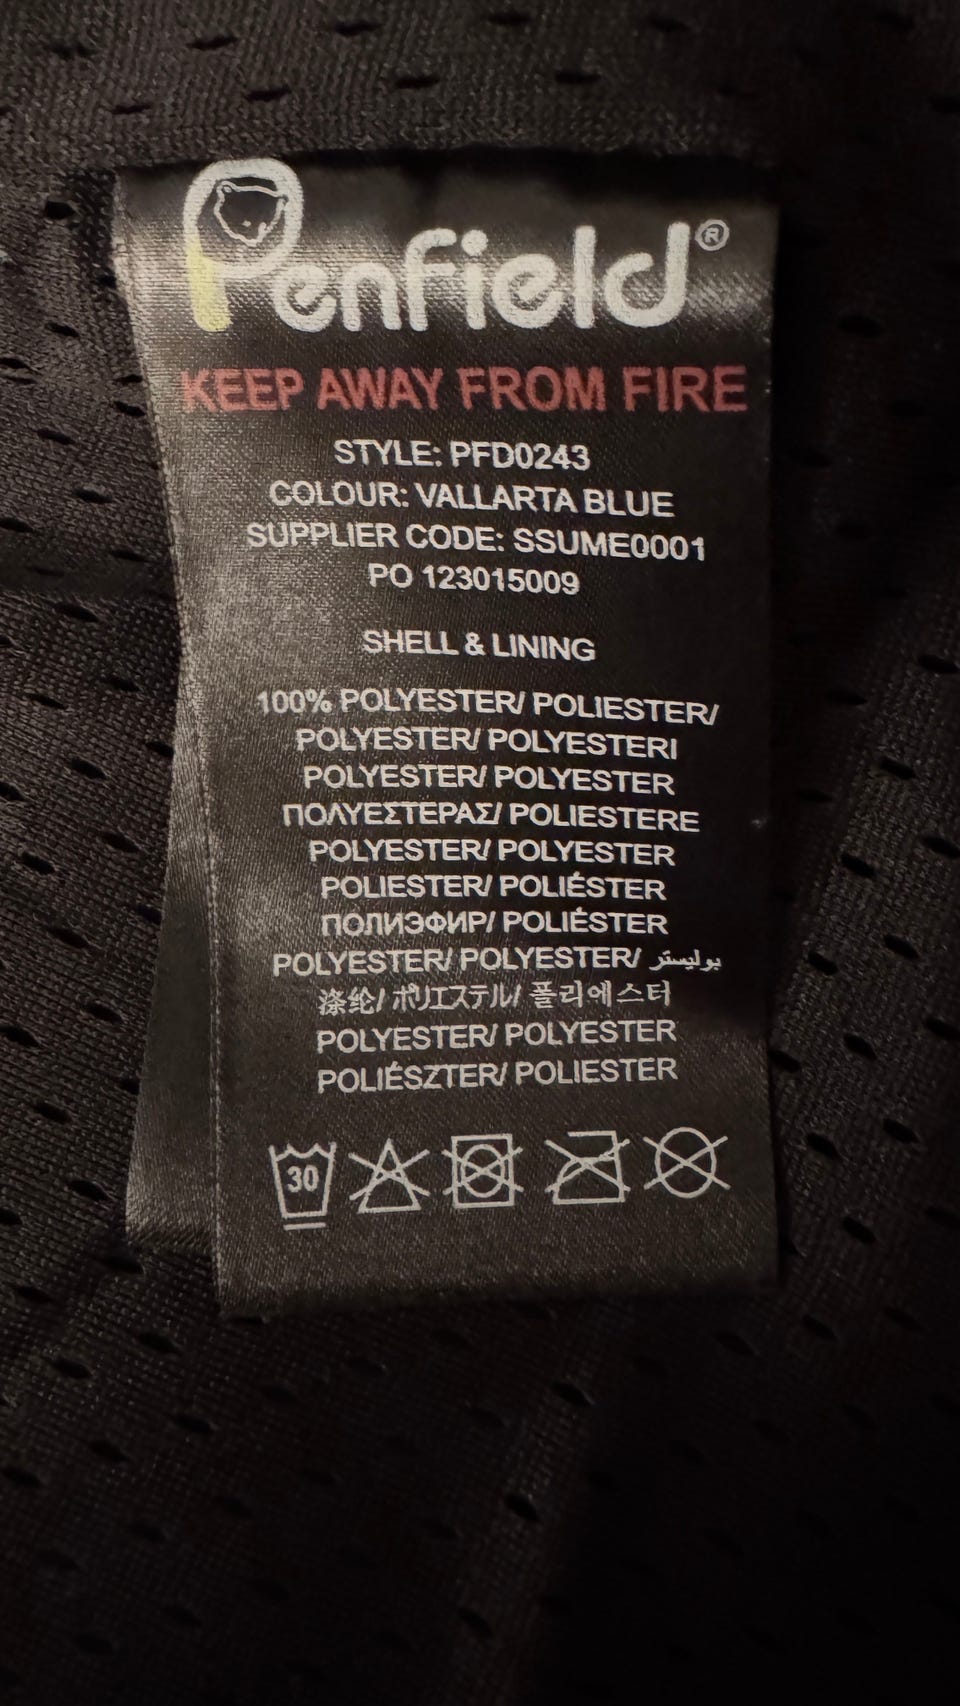 Penfield®
KEEP AWAY FROM FIRE
STYLE: PFD0243
COLOUR: VALLARTA BLUE
SUPPLIER CODE: SSUME0001
PO 123015009
SHELL & LINING
100% POLYESTER/ POLIESTER/
POLYESTER/ POLYESTERI
POLYESTER/ POLYESTER
ΠΟΛΥΕΣΤΕΡΑΣ/ POLIESTERE
POLYESTER/ POLYESTER
POLIESTER/ POLIÉSTER
ПОЛИЭФИР/ POLIÉSTER
POLYESTER/ POLYESTER/ بوليستر
涤纶/ ポリエステル/ 폴리에스터
POLYESTER/ POLYESTER
POLIÉSZTER/ POLIESTER
30